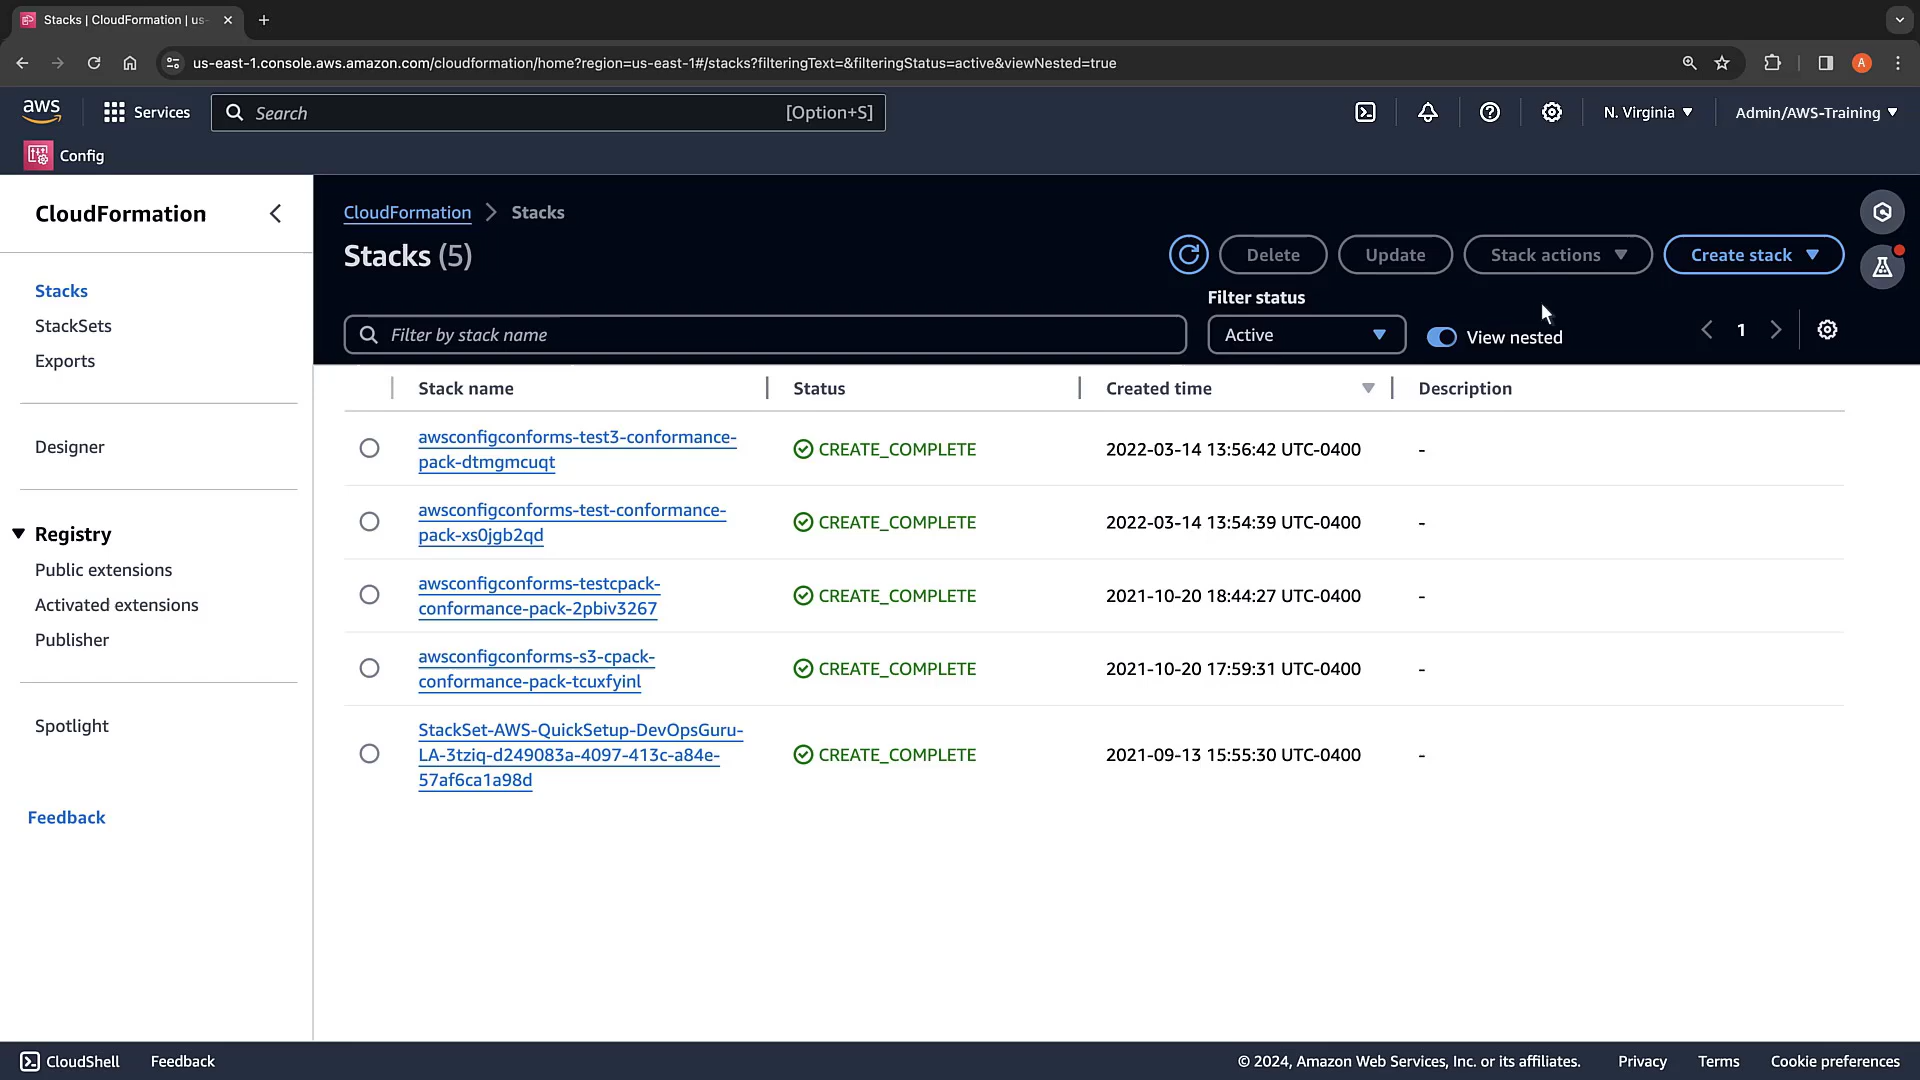 Stacks | CloudFormation | us-
us-east-1.console.aws.amazon.com/cloudformation/home?region=us-east-1#/stacks?filteringText=&filteringStatus=active&viewNested=true
A
aws
Services
Search
[Option+S]
N. Virginia
Admin/AWS-Training
Config
CloudFormation
Stacks
StackSets
Exports
Designer
Registry
Public extensions
Activated extensions
Publisher
Spotlight
Feedback
CloudFormation > Stacks
Stacks (5)
Delete
Update
Stack actions
Create stack
Filter by stack name
Filter status
Active
View nested
1
Stack name
Status
Created time
Description
awsconfigconforms-test3-conformance-
pack-dtmgmcuqt
CREATE_COMPLETE
2022-03-14 13:56:42 UTC-0400
-
awsconfigconforms-test-conformance-
pack-xs0jgb2qd
CREATE_COMPLETE
2022-03-14 13:54:39 UTC-0400
-
awsconfigconforms-testcpack-
conformance-pack-2pbiv3267
CREATE_COMPLETE
2021-10-20 18:44:27 UTC-0400
-
awsconfigconforms-s3-cpack-
conformance-pack-tcuxfyinl
CREATE_COMPLETE
2021-10-20 17:59:31 UTC-0400
-
StackSet-AWS-QuickSetup-DevOpsGuru-
LA-3tziq-d249083a-4097-413c-a84e-
57af6ca1a98d
CREATE_COMPLETE
2021-09-13 15:55:30 UTC-0400
-
CloudShell
Feedback
© 2024, Amazon Web Services, Inc. or its affiliates.
Privacy
Terms
Cookie preferences